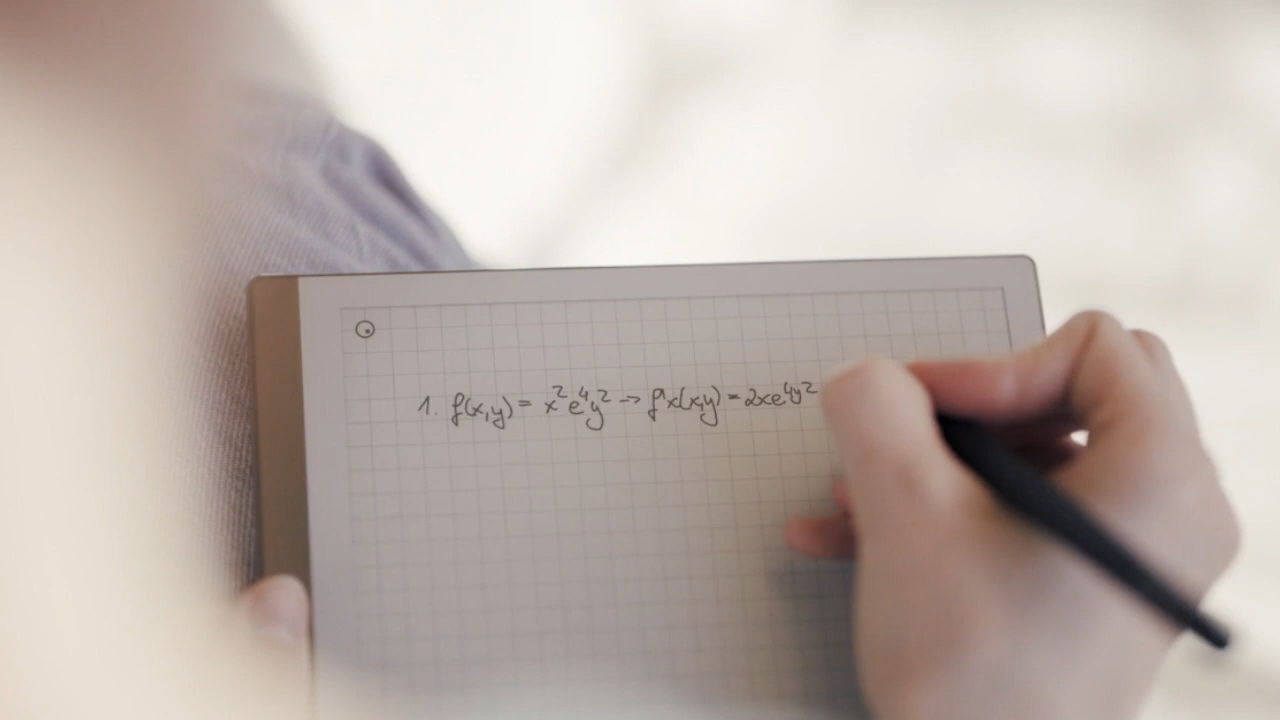 1. f(x,y) = x²e⁴y² → f'x(x,y) = 2xe⁴y²